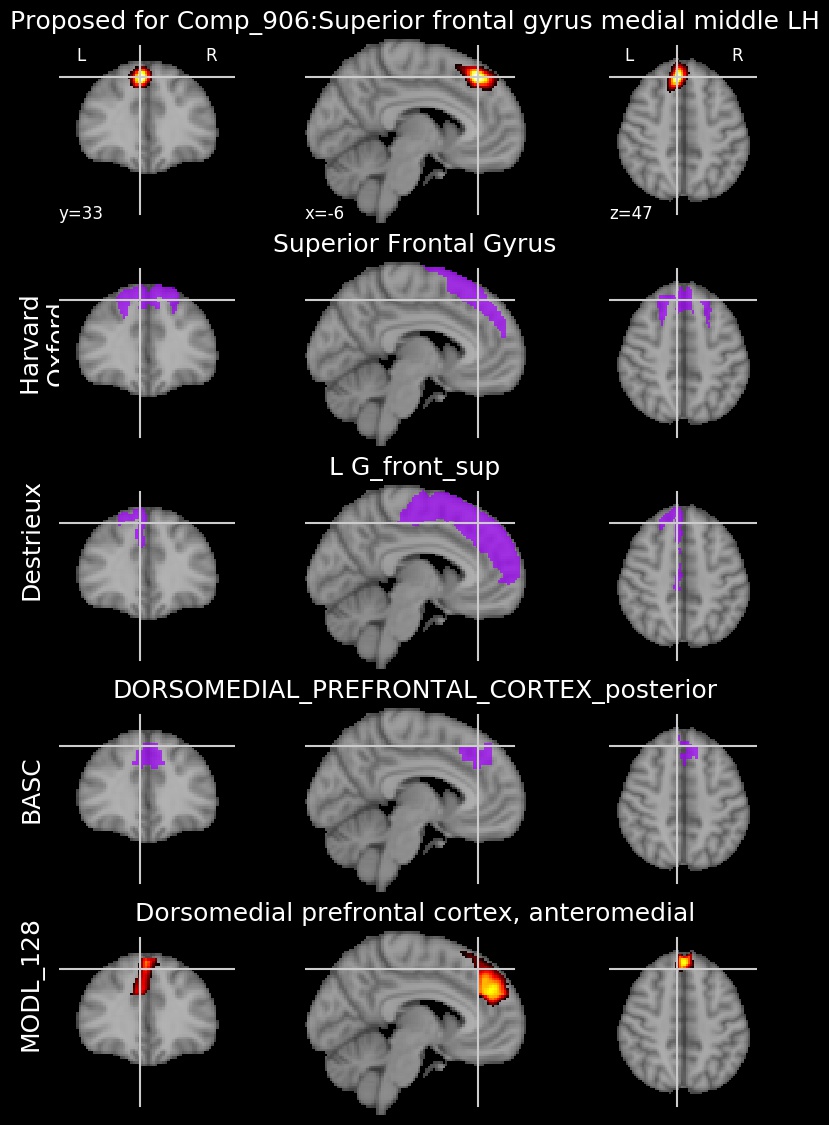 Proposed for Comp_906:Superior frontal gyrus medial middle LH
L R L R
y=33 x=-6 z=47
Superior Frontal Gyrus
Harvard
L G_front_sup
Destrieux
DORSOMEDIAL_PREFRONTAL_CORTEX_posterior
BASC
Dorsomedial prefrontal cortex, anteromedial
MODL_128